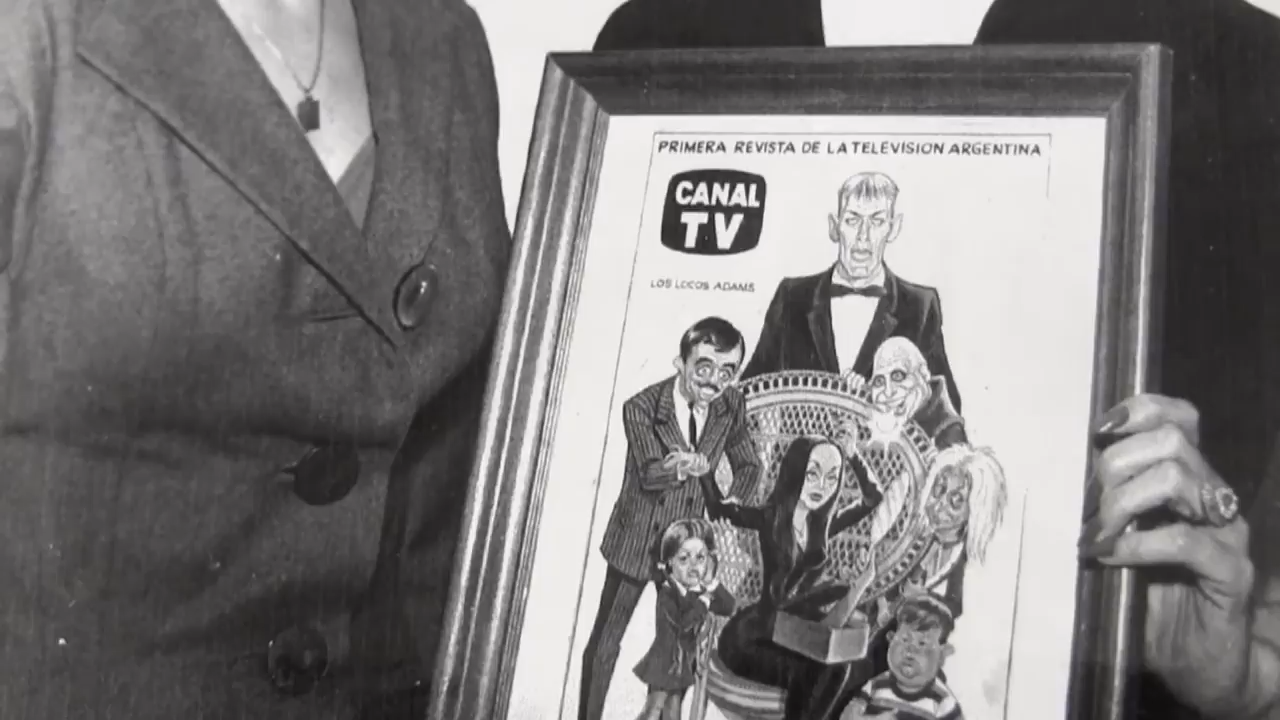 PRIMERA REVISTA DE LA TELEVISION ARGENTINA
CANAL
TV
LOS LOCOS ADAMS